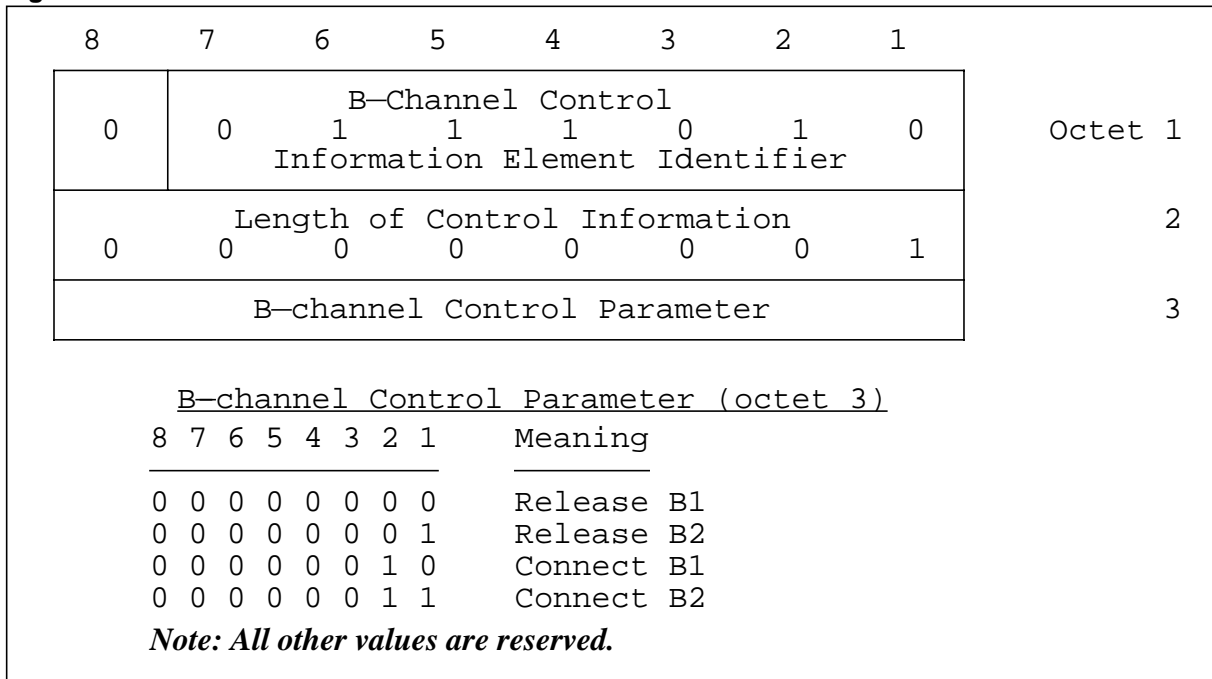 8 7 6 5 4 3 2 1
B—Channel Control
0 0 1 1 1 0 1 0 Octet 1
Information Element Identifier
Length of Control Information 2
0 0 0 0 0 0 0 1
B—channel Control Parameter 3
B—channel Control Parameter (octet 3)
8 7 6 5 4 3 2 1 Meaning
0 0 0 0 0 0 0 0 Release B1
0 0 0 0 0 0 0 1 Release B2
0 0 0 0 0 0 1 0 Connect B1
0 0 0 0 0 0 1 1 Connect B2
Note: All other values are reserved.